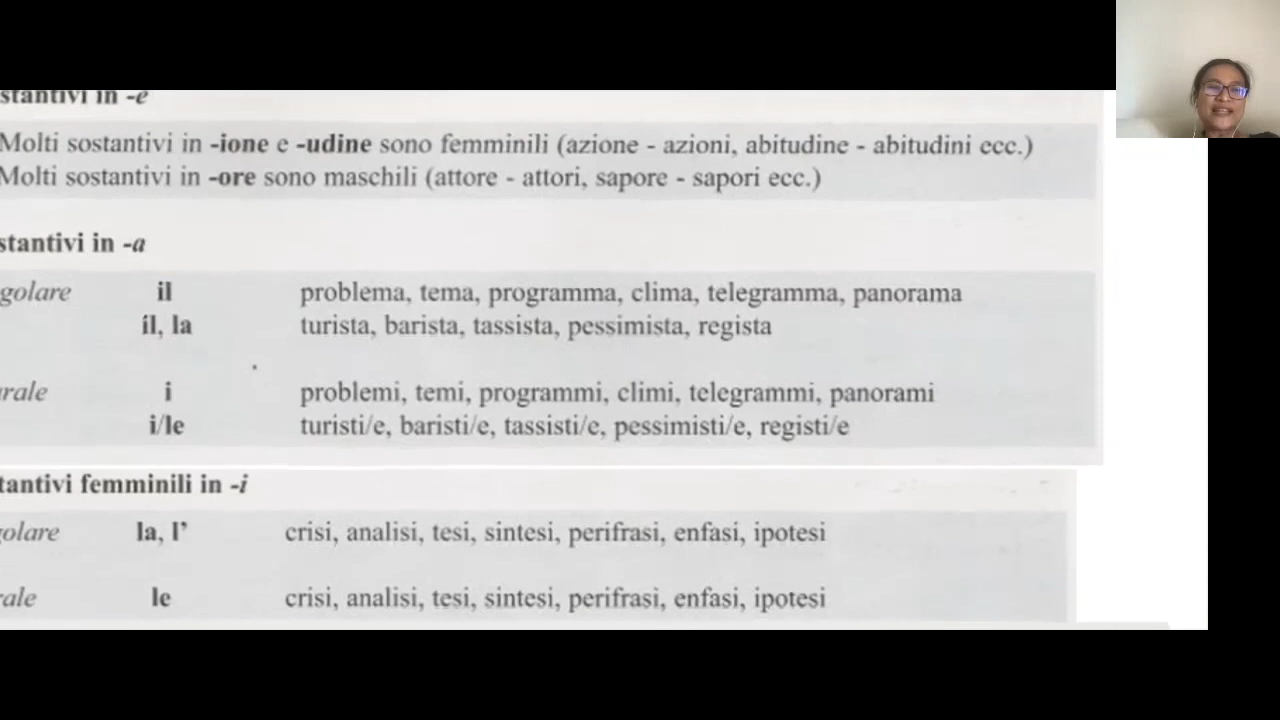 stantivi in -e
Molti sostantivi in -ione e -udine sono femminili (azione - azioni, abitudine - abitudini ecc.)
Molti sostantivi in -ore sono maschili (attore - attori, sapore - sapori ecc.)
stantivi in -a
golare il problema, tema, programma, clima, telegramma, panorama
il, la turista, barista, tassista, pessimista, regista
rale i problemi, temi, programmi, climi, telegrammi, panorami
i/le turisti/e, baristi/e, tassisti/e, pessimisti/e, registi/e
tantivi femminili in -i
olare la, l’ crisi, analisi, tesi, sintesi, perifrasi, enfasi, ipotesi
ale le crisi, analisi, tesi, sintesi, perifrasi, enfasi, ipotesi